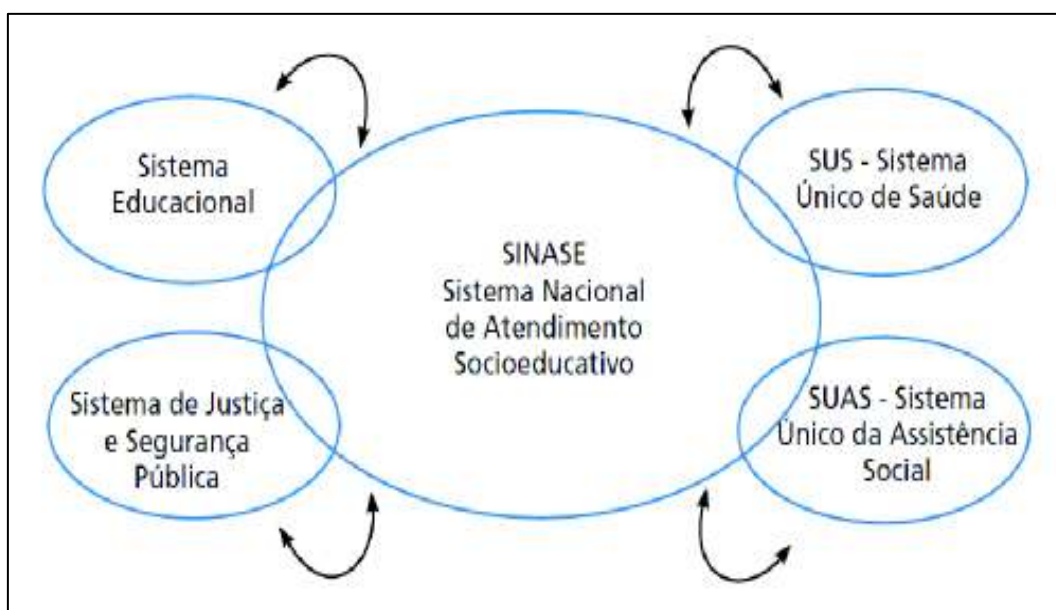 Sistema
Educacional
SUS - Sistema
Único de Saúde
SINASE
Sistema Nacional
de Atendimento
Socioeducativo
Sistema de Justiça
e Segurança
Pública
SUAS - Sistema
Único da Assistência
Social